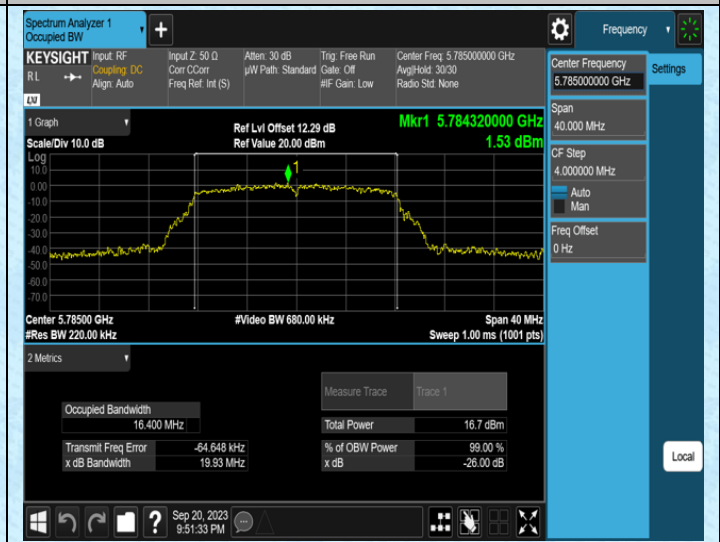 Spectrum Analyzer 1
Occupied BW
Frequency
KEYSIGHT
RL
LXI
Input: RF
Coupling: DC
Align: Auto
Input Z: 50 Ω
Corr CCorr
Freq Ref: Int (S)
Atten: 30 dB
µW Path: Standard
Trig: Free Run
Gate: Off
#IF Gain: Low
Center Freq: 5.785000000 GHz
Avg|Hold: 30/30
Radio Std: None
Center Frequency
5.785000000 GHz
Settings
Span
40.000 MHz
CF Step
4.000000 MHz
Auto
Man
Freq Offset
0 Hz
1 Graph
Scale/Div 10.0 dB
Ref Lvl Offset 12.29 dB
Ref Value 20.00 dBm
Mkr1 5.784320000 GHz
1.53 dBm
Log
10.0
0.00
-10.0
-20.0
-30.0
-40.0
-50.0
-60.0
-70.0
1
Center 5.78500 GHz
#Res BW 220.00 kHz
#Video BW 680.00 kHz
Span 40 MHz
Sweep 1.00 ms (1001 pts)
2 Metrics
Measure Trace
Trace 1
Occupied Bandwidth
16.400 MHz
Total Power
16.7 dBm
Transmit Freq Error
-64.648 kHz
% of OBW Power
99.00 %
x dB Bandwidth
19.93 MHz
x dB
-26.00 dB
Local
Sep 20, 2023
9:51:33 PM